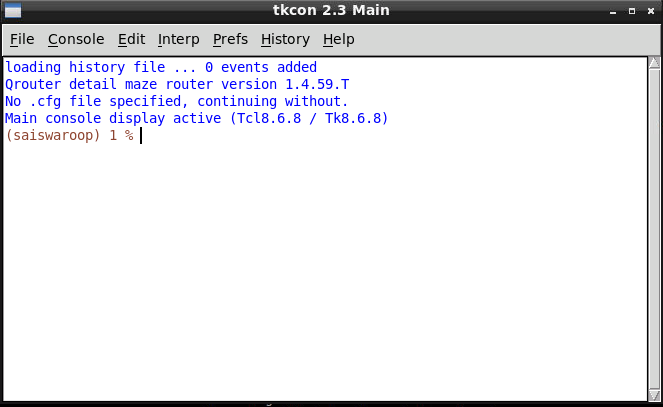 tkcon 2.3 Main
File Console Edit Interp Prefs History Help
loading history file ... 0 events added
Qrouter detail maze router version 1.4.59.T
No .cfg file specified, continuing without.
Main console display active (Tcl8.6.8 / Tk8.6.8)
(saiswaroop) 1 %